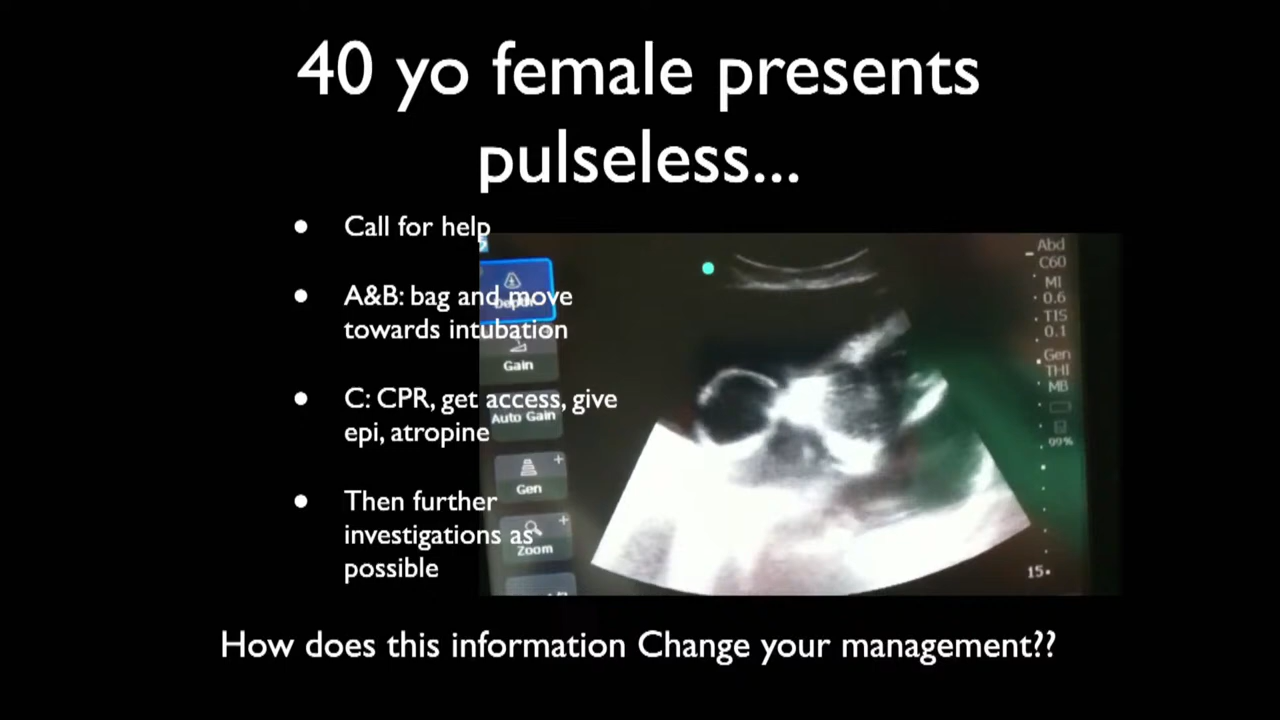 40 yo female presents
pulseless...
• Call for help
• A&B: bag and move
towards intubation
• C: CPR, get access, give
epi, atropine
• Then further
investigations as
possible
Gain
Auto Gain
Gen
Zoom
Abd
C60
MI
0.6
TIS
0.1
Gen
THI
MB
99%
15
How does this information Change your management??